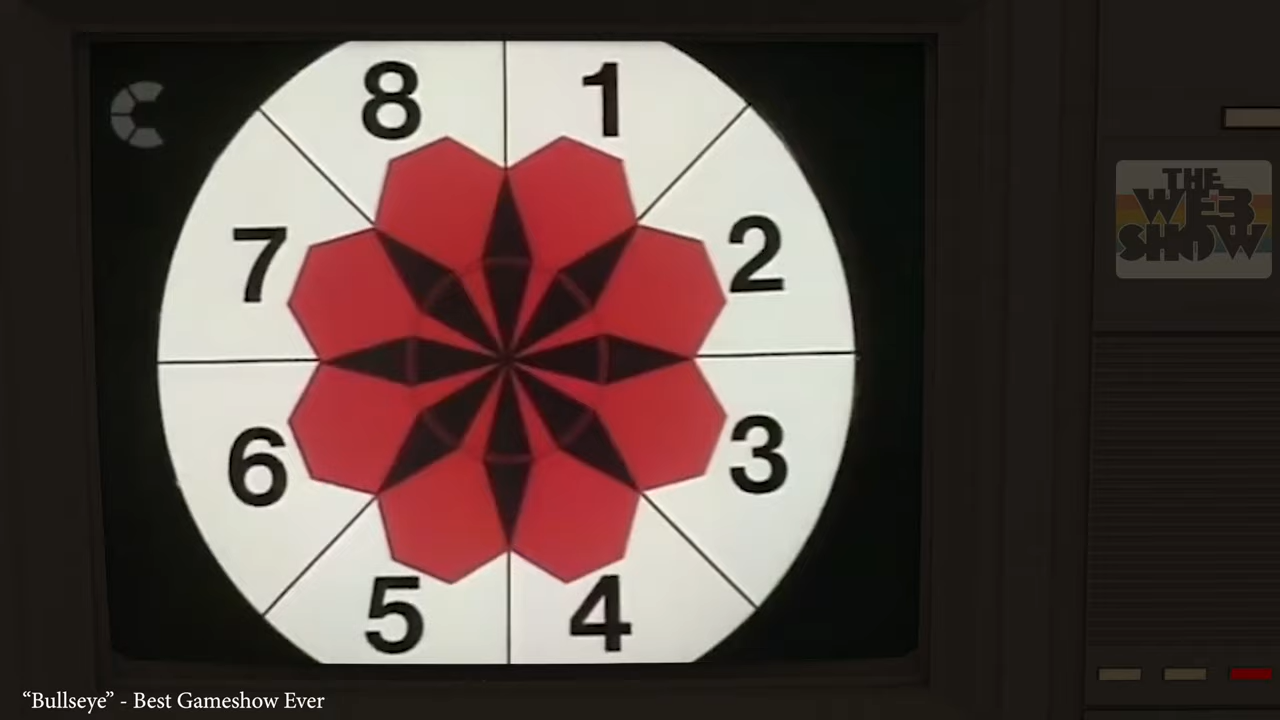 8 1
7 2
6 3
5 4
THE
WEB
SHOW
“Bullseye” - Best Gameshow Ever